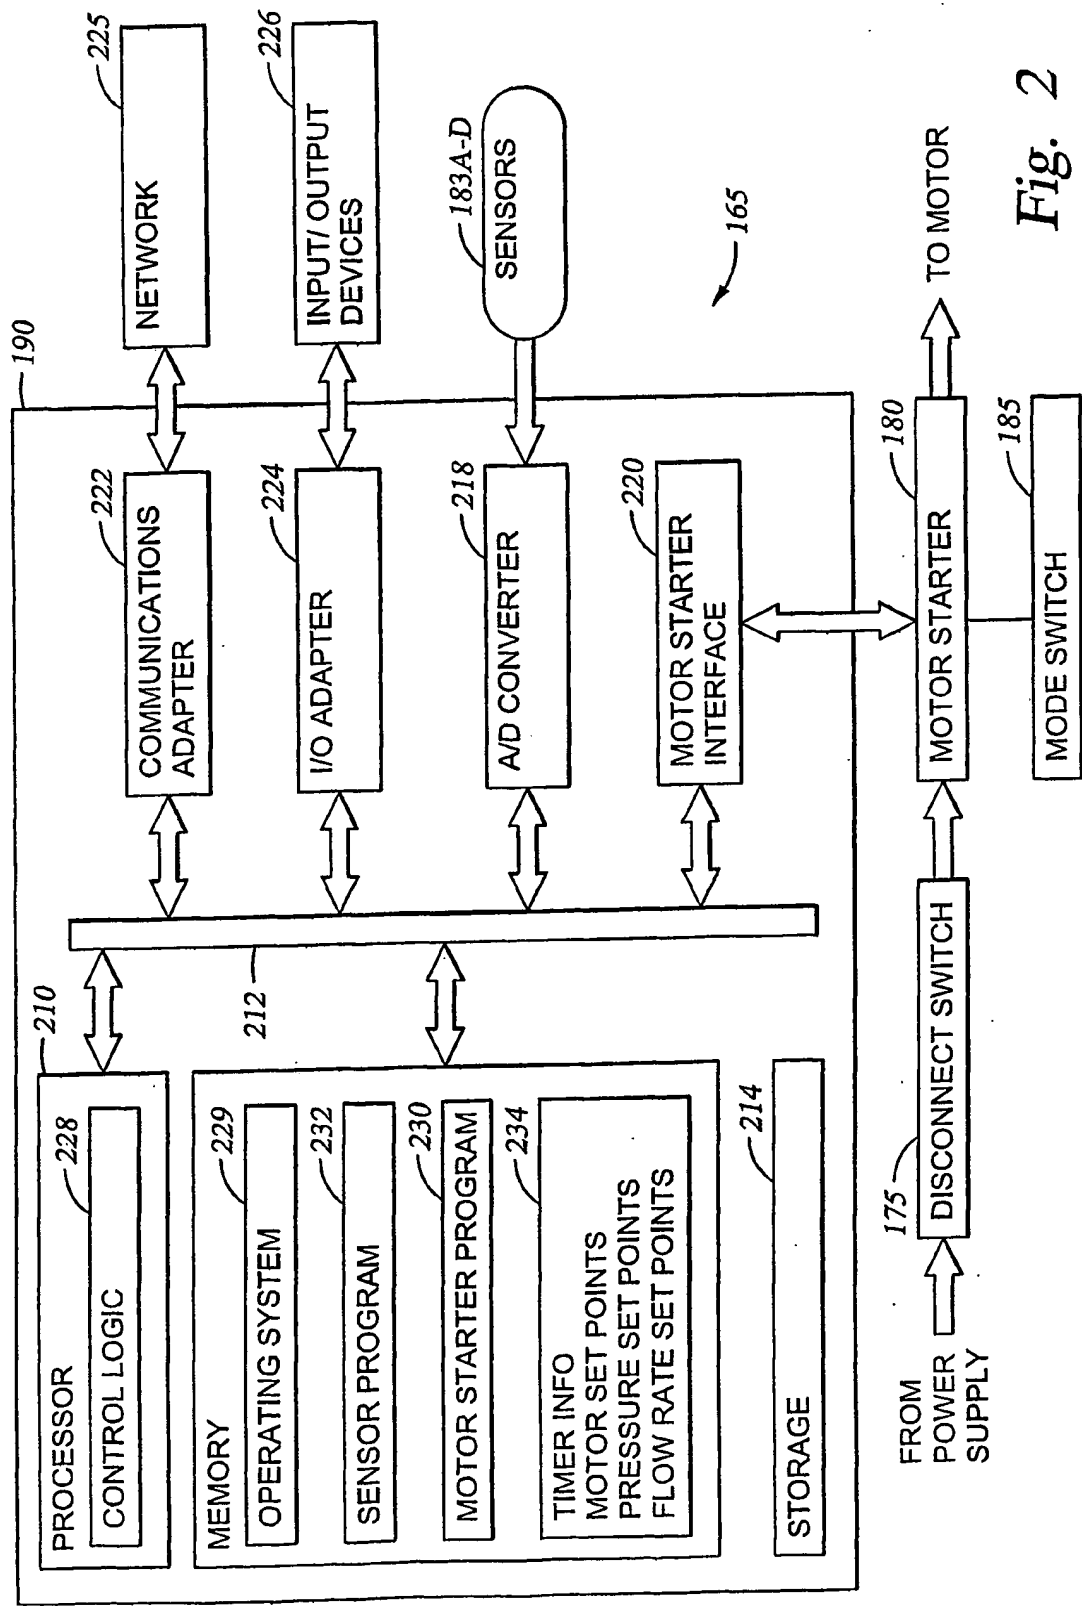 190
210
PROCESSOR
228
CONTROL LOGIC
MEMORY
229
OPERATING SYSTEM
232
SENSOR PROGRAM
230
MOTOR STARTER PROGRAM
234
TIMER INFO
MOTOR SET POINTS
PRESSURE SET POINTS
FLOW RATE SET POINTS
214
STORAGE
212
222
COMMUNICATIONS
ADAPTER
224
I/O ADAPTER
218
A/D CONVERTER
220
MOTOR STARTER
INTERFACE
225
NETWORK
226
INPUT/ OUTPUT
DEVICES
183A-D
SENSORS
165
FROM
POWER
SUPPLY
175
DISCONNECT SWITCH
180
MOTOR STARTER
TO MOTOR
185
MODE SWITCH
Fig. 2